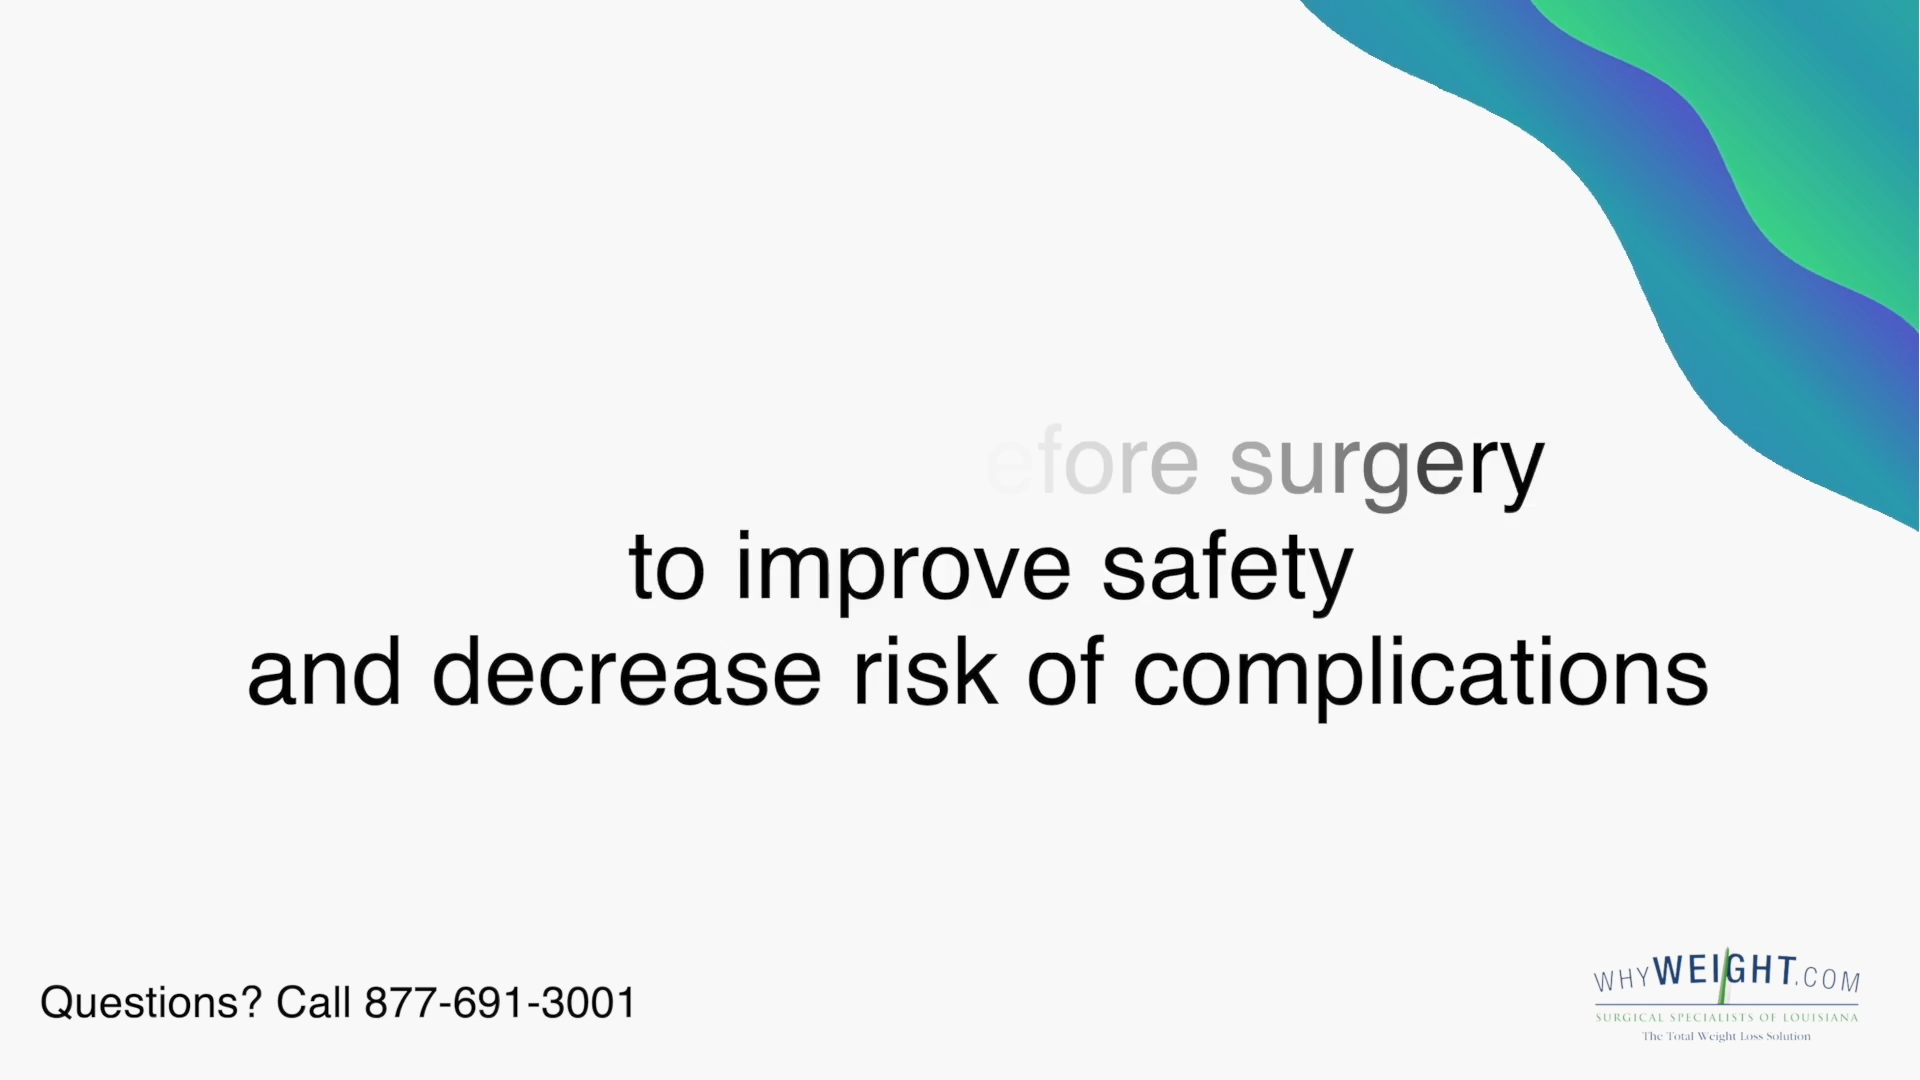 efore surgery
to improve safety
and decrease risk of complications
Questions? Call 877-691-3001
WHYWEIGHT.COM
SURGICAL SPECIALISTS OF LOUISIANA
The Total Weight Loss Solution